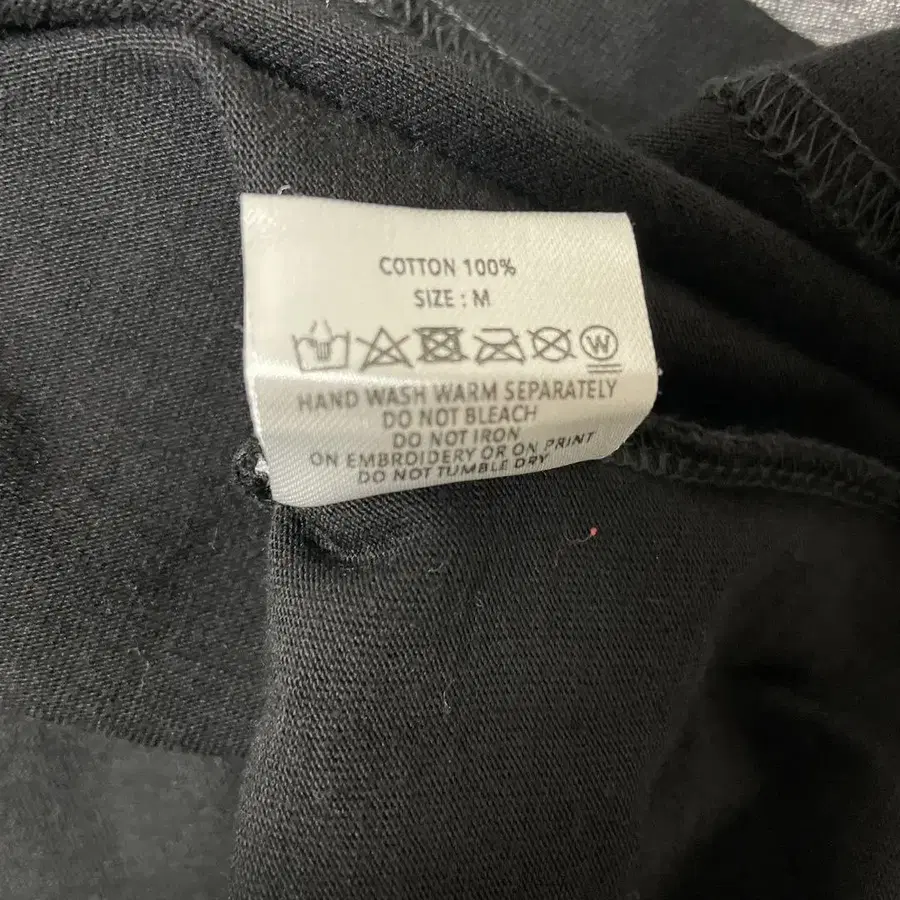 COTTON 100%
SIZE : M
W
HAND WASH WARM SEPARATELY
DO NOT BLEACH
DO NOT IRON
ON EMBROIDERY OR ON PRINT
DO NOT TUMBLE DRY